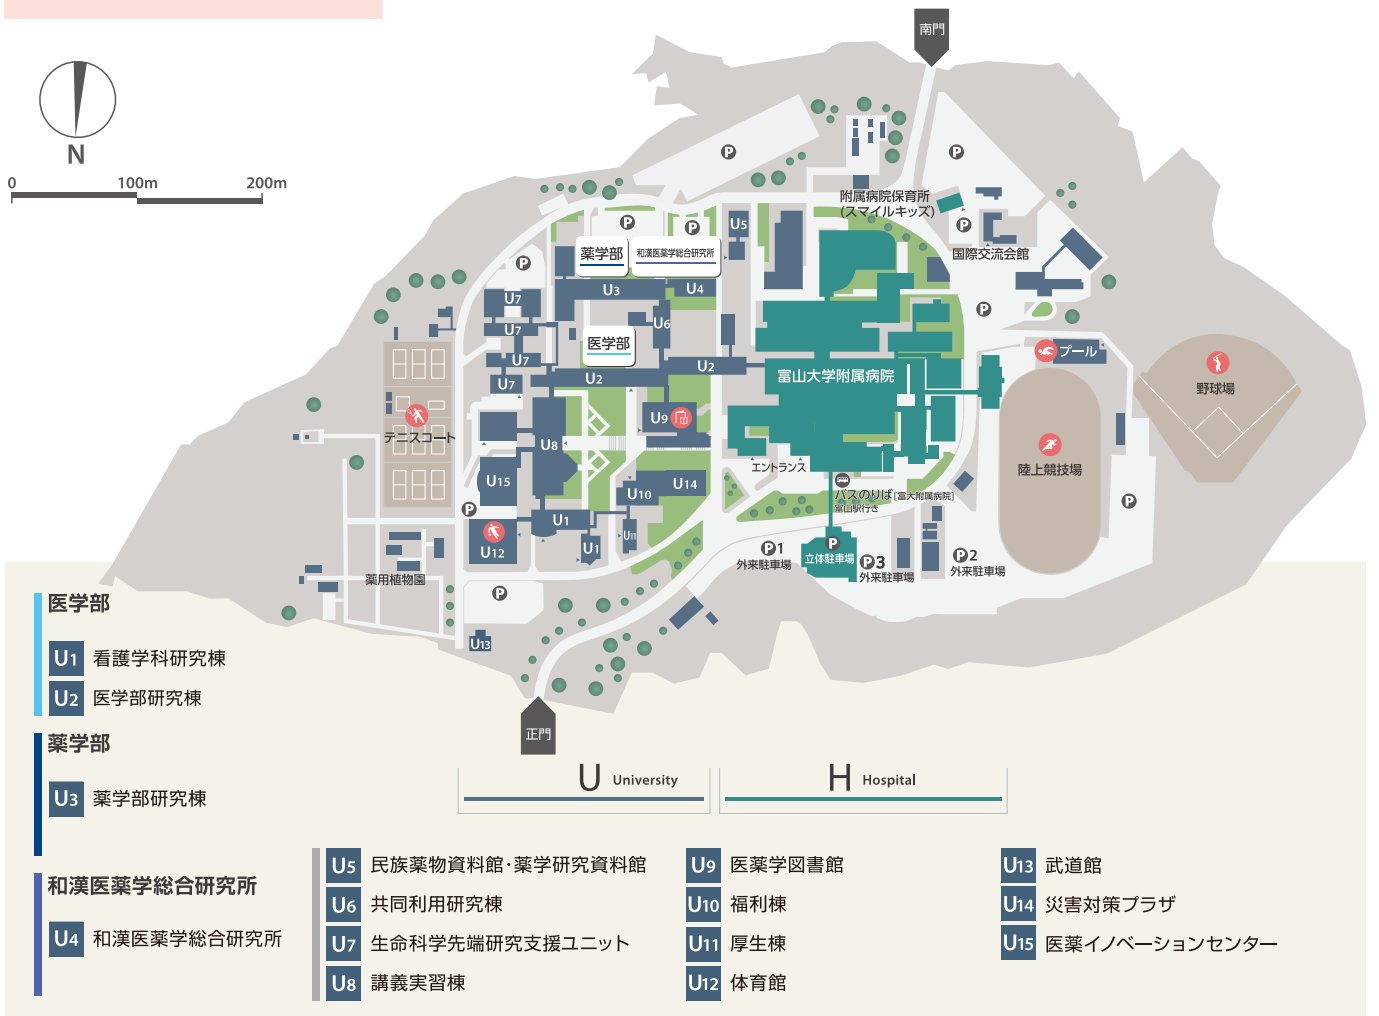 南門
N
0 100m 200m
P
P
附属病院保育所
(スマイルキッズ)
P
P
P
U5
薬学部
和漢医薬学総合研究所
国際交流会館
P
U7
U3
U4
P
U7
U6
医学部
プール
U7
U2
U2
富山大学附属病院
野球場
U7
U9
テニスコート
U8
エントランス
陸上競技場
U15
U14
U10
バスのりば[富大附属病院]
富山駅行き
P
P
U1
U11
U12
U1
P1
外来駐車場
P
立体駐車場
P3
外来駐車場
P2
外来駐車場
薬用植物園
P
U13
正門
U University
H Hospital
医学部
U1 看護学科研究棟
U2 医学部研究棟
薬学部
U3 薬学部研究棟
和漢医薬学総合研究所
U4 和漢医薬学総合研究所
U5 民族薬物資料館・薬学研究資料館
U6 共同利用研究棟
U7 生命科学先端研究支援ユニット
U8 講義実習棟
U9 医薬学図書館
U10 福利棟
U11 厚生棟
U12 体育館
U13 武道館
U14 災害対策プラザ
U15 医薬イノベーションセンター